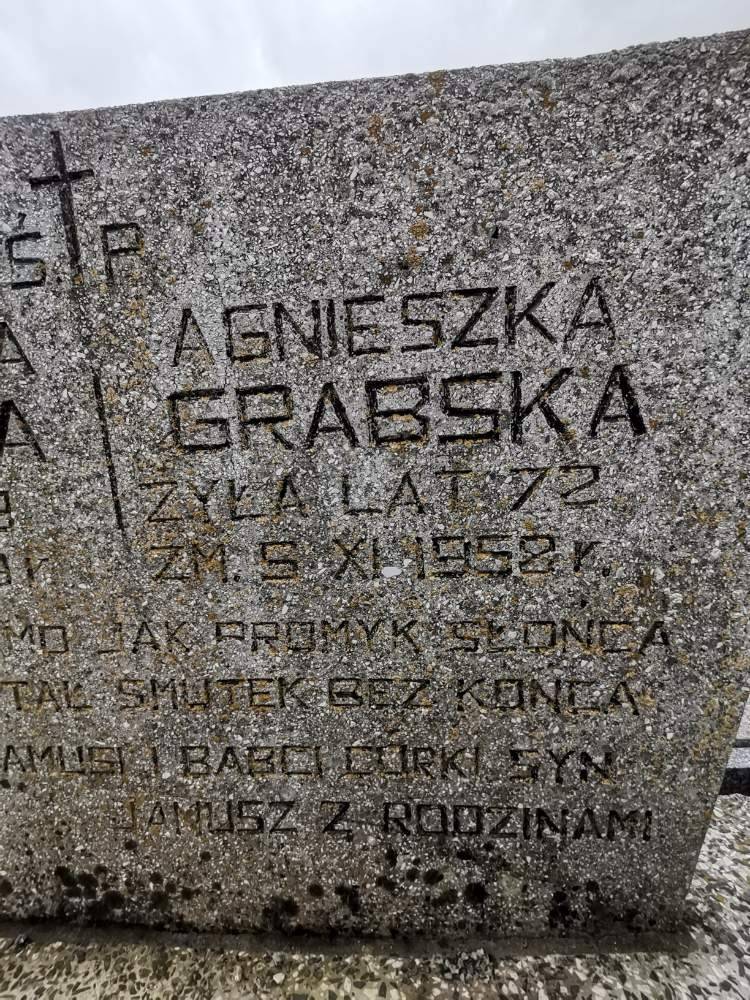 Ś. P
AGNIESZKA
GRABSKA
ŻYŁA LAT 72
ZM. 5 XI. 1958 r.
JAK PROMYK SŁOŃCA
SMUTEK BEZ KOŃCA
I BABCI CÓRKI SYN
JANUSZ Z RODZINAMI